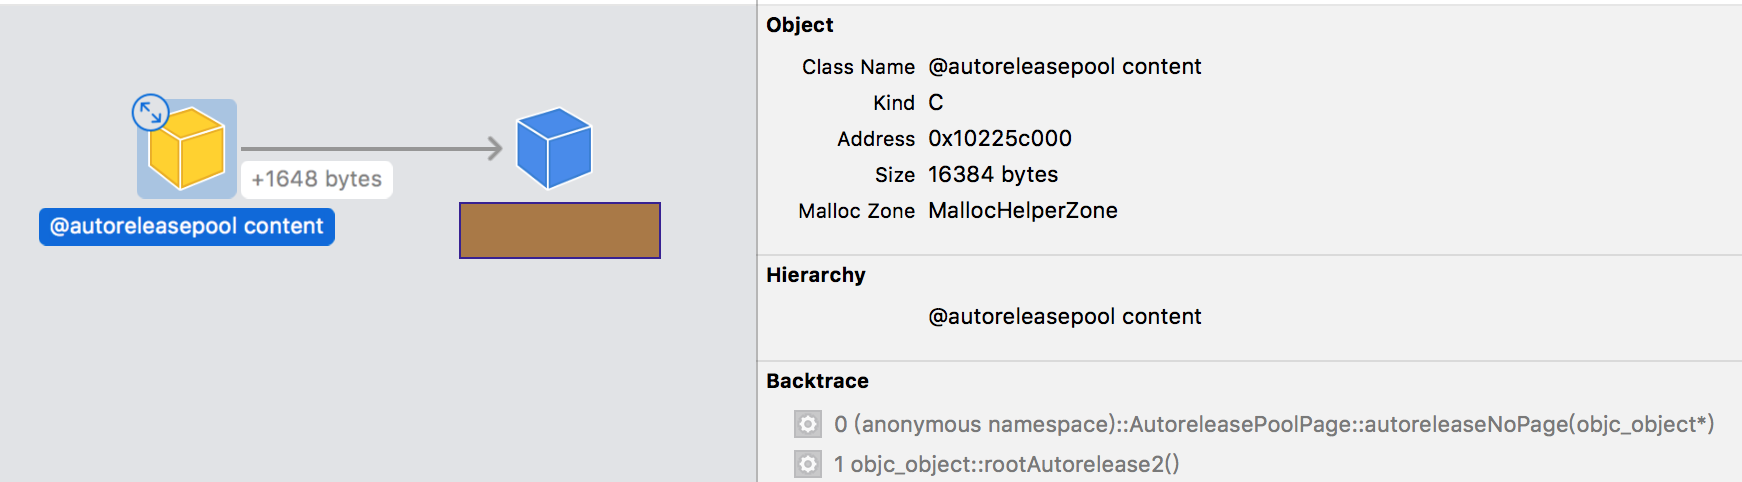 +1648 bytes
@autoreleasepool content
Object
Class Name @autoreleasepool content
Kind C
Address 0x10225c000
Size 16384 bytes
Malloc Zone MallocHelperZone
Hierarchy
@autoreleasepool content
Backtrace
0 (anonymous namespace)::AutoreleasePoolPage::autoreleaseNoPage(objc_object*)
1 objc_object::rootAutorelease2()